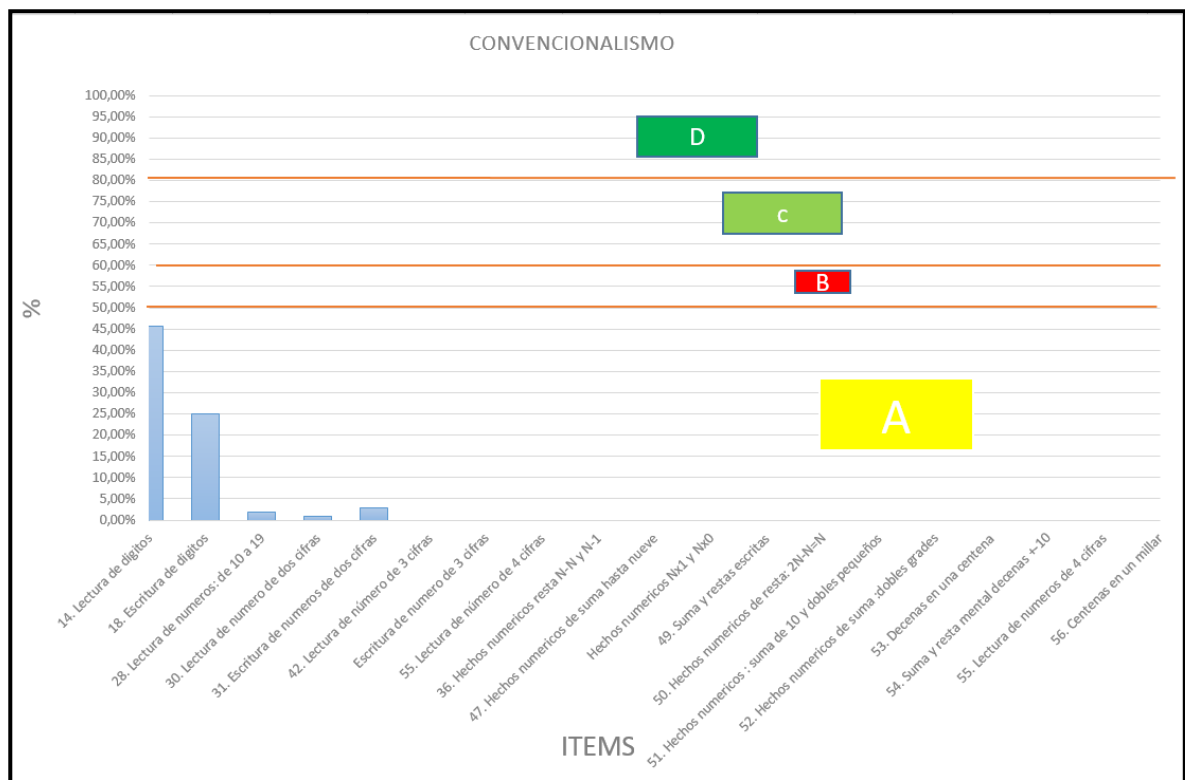 CONVENCIONALISMO
100,00%
95,00%
90,00%
85,00%
80,00%
75,00%
70,00%
65,00%
60,00%
55,00%
50,00%
45,00%
40,00%
35,00%
30,00%
25,00%
20,00%
15,00%
10,00%
5,00%
0,00%
%
D
c
B
A
14. Lectura de digitos
18. Escritura de digitos
28. Lectura de numeros: de 10 a 19
30. Lectura de numero de dos cifras
31. Escritura de numeros de dos cifras
42. Lectura de número de 3 cifras
Escritura de numero de 3 cifras
55. Lectura de número de 4 cifras
36. Hechos numericos resta N-N y N-1
47. Hechos numericos de suma hasta nueve
Hechos numericos Nx1 y Nx0
49. Suma y restas escritas
50. Hechos numericos de resta: 2N-N=N
51. Hechos numericos : suma de 10 y dobles pequeños
52. Hechos numericos de suma :dobles grades
53. Decenas en una centena
54. Suma y resta mental decenas +-10
55. Lectura de numeros de 4 cifras
56. Centenas en un millar
ITEMS